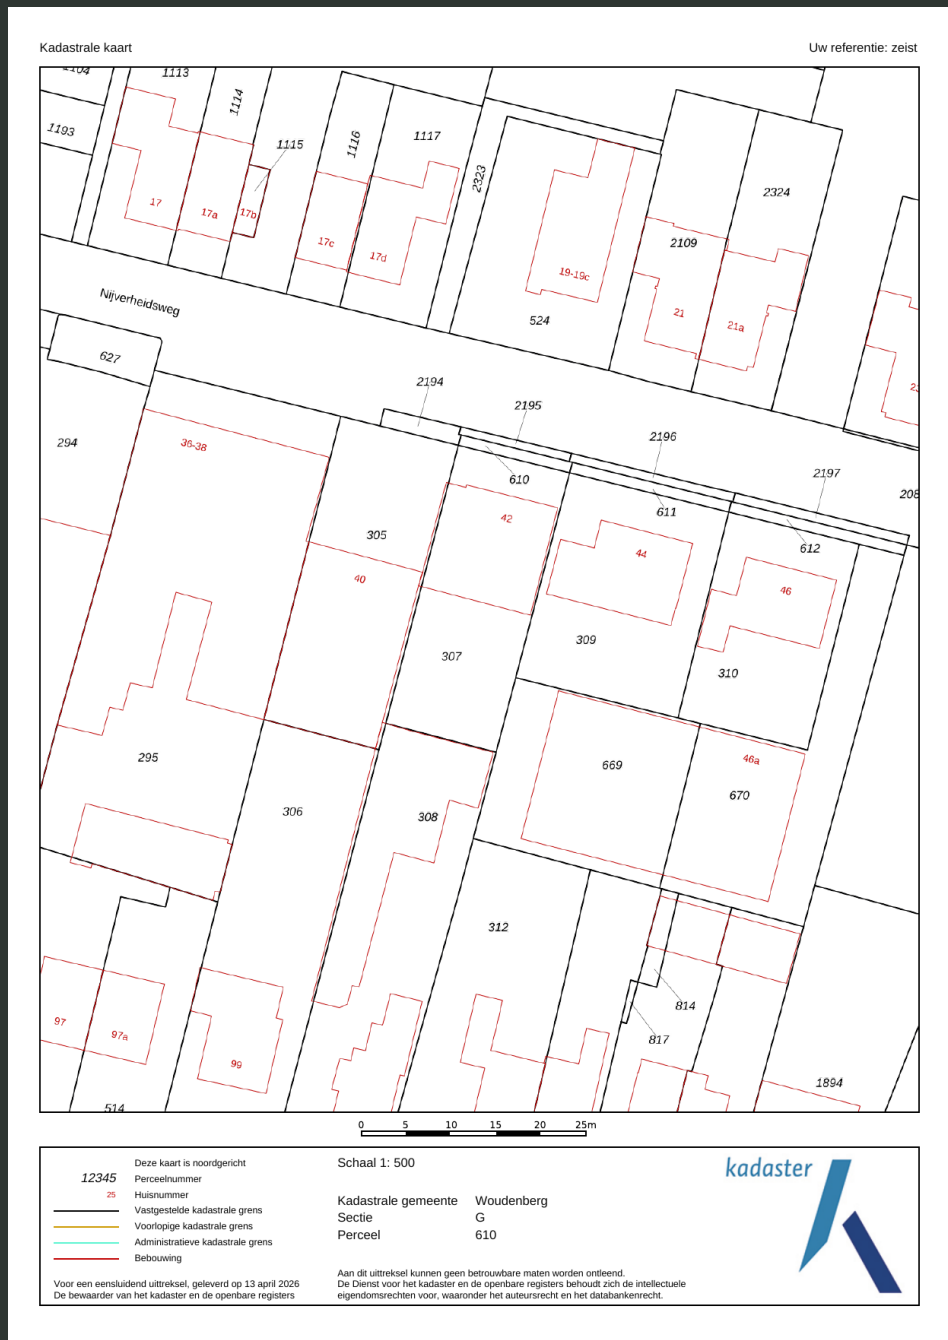 Kadastrale kaart
Uw referentie: zeist
1104
1113
1114
1193
1115
1116
1117
2323
2324
17
17a
17b
17c
17d
2109
19-19c
21
21a
524
Nijverheidsweg
627
2194
2195
2196
2197
294
36-38
610
611
612
208
42
44
46
305
40
307
309
310
295
306
308
669
46a
670
312
814
817
97
97a
99
514
1894
0 5 10 15 20 25m
Deze kaart is noordgericht
12345 Perceelnummer
25 Huisnummer
Vastgestelde kadastrale grens
Voorlopige kadastrale grens
Administratieve kadastrale grens
Bebouwing
Voor een eensluidend uittreksel, geleverd op 13 april 2026
De bewaarder van het kadaster en de openbare registers
Schaal 1: 500
Kadastrale gemeente Woudenberg
Sectie G
Perceel 610
Aan dit uittreksel kunnen geen betrouwbare maten worden ontleend.
De Dienst voor het kadaster en de openbare registers behoudt zich de intellectuele
eigendomsrechten voor, waaronder het auteursrecht en het databankenrecht.
kadaster